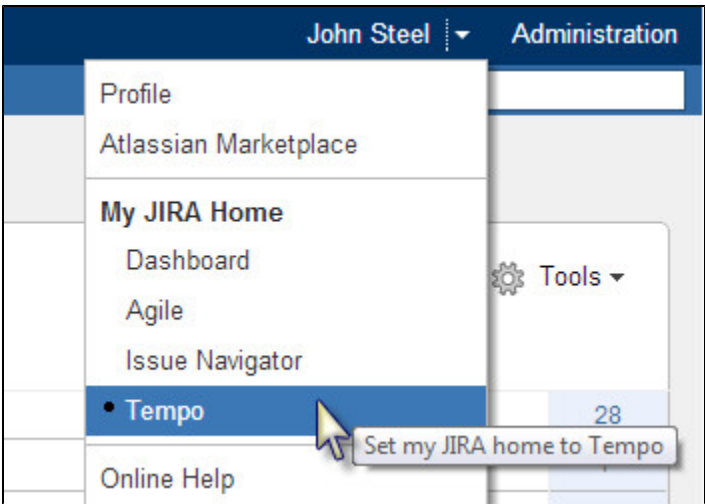 John Steel
Administration
Profile
Atlassian Marketplace
My JIRA Home
Dashboard
Agile
Tools
Issue Navigator
Tempo
28
Set my JIRA home to Tempo
Online Help